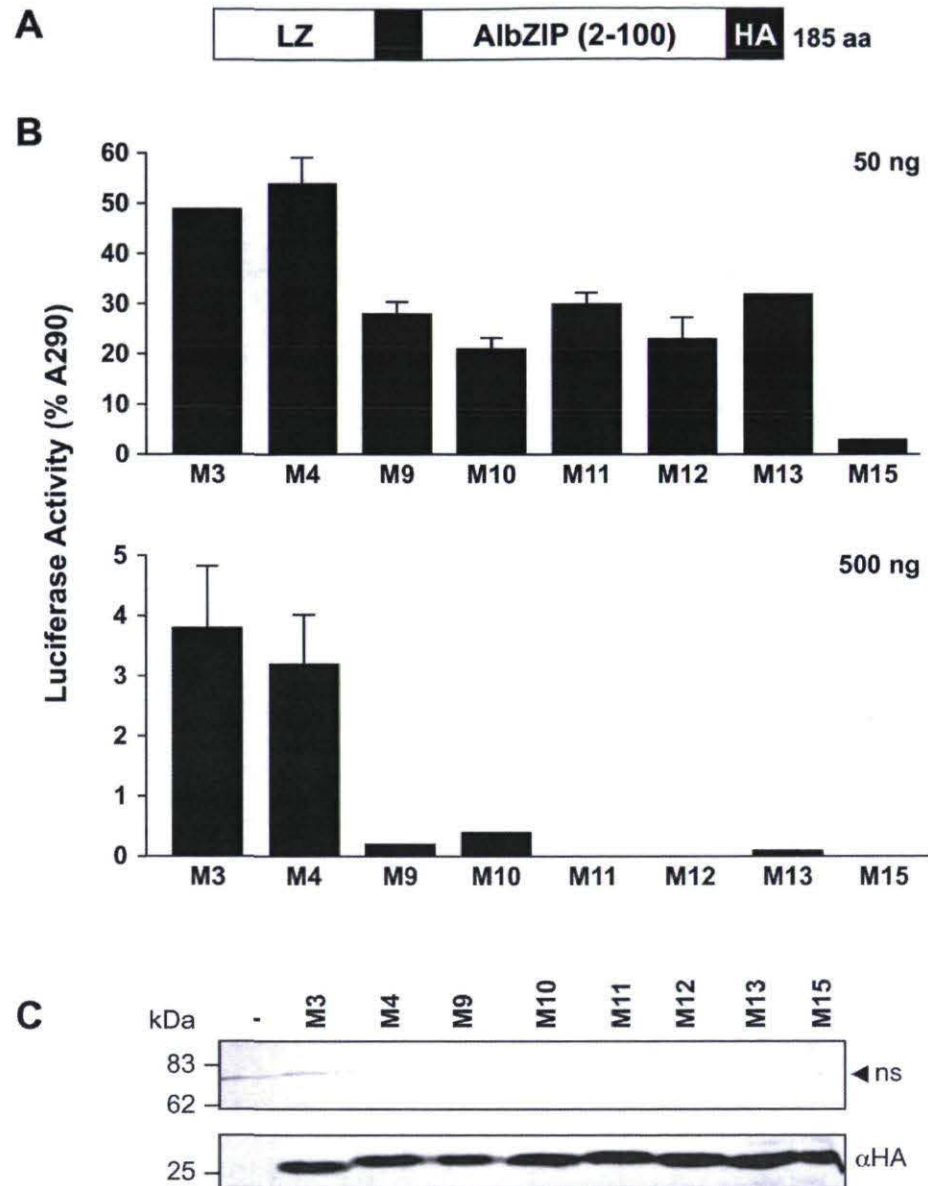 A
LZ AlbZIP (2-100) HA 185 aa
B
Luciferase Activity (% A290)
50 ng
60
50
40
30
20
10
0
M3 M4 M9 M10 M11 M12 M13 M15
500 ng
5
4
3
2
1
0
M3 M4 M9 M10 M11 M12 M13 M15
C
kDa - M3 M4 M9 M10 M11 M12 M13 M15
83
62
◄ ns
25
αHA